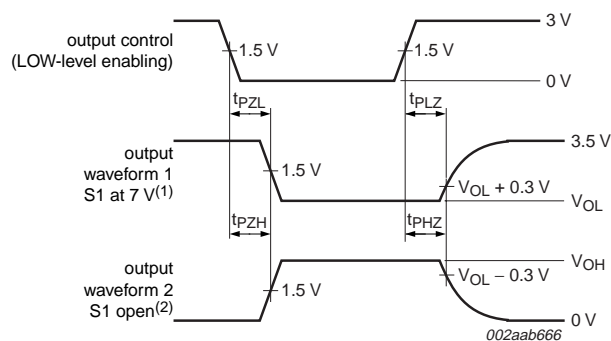 output control
(LOW-level enabling)
1.5 V
1.5 V
3 V
0 V
tPZL
tPLZ
output
waveform 1
S1 at 7 V(1)
1.5 V
3.5 V
VOL + 0.3 V
VOL
tPZH
tPHZ
output
waveform 2
S1 open(2)
1.5 V
VOH
VOL − 0.3 V
0 V
002aab666